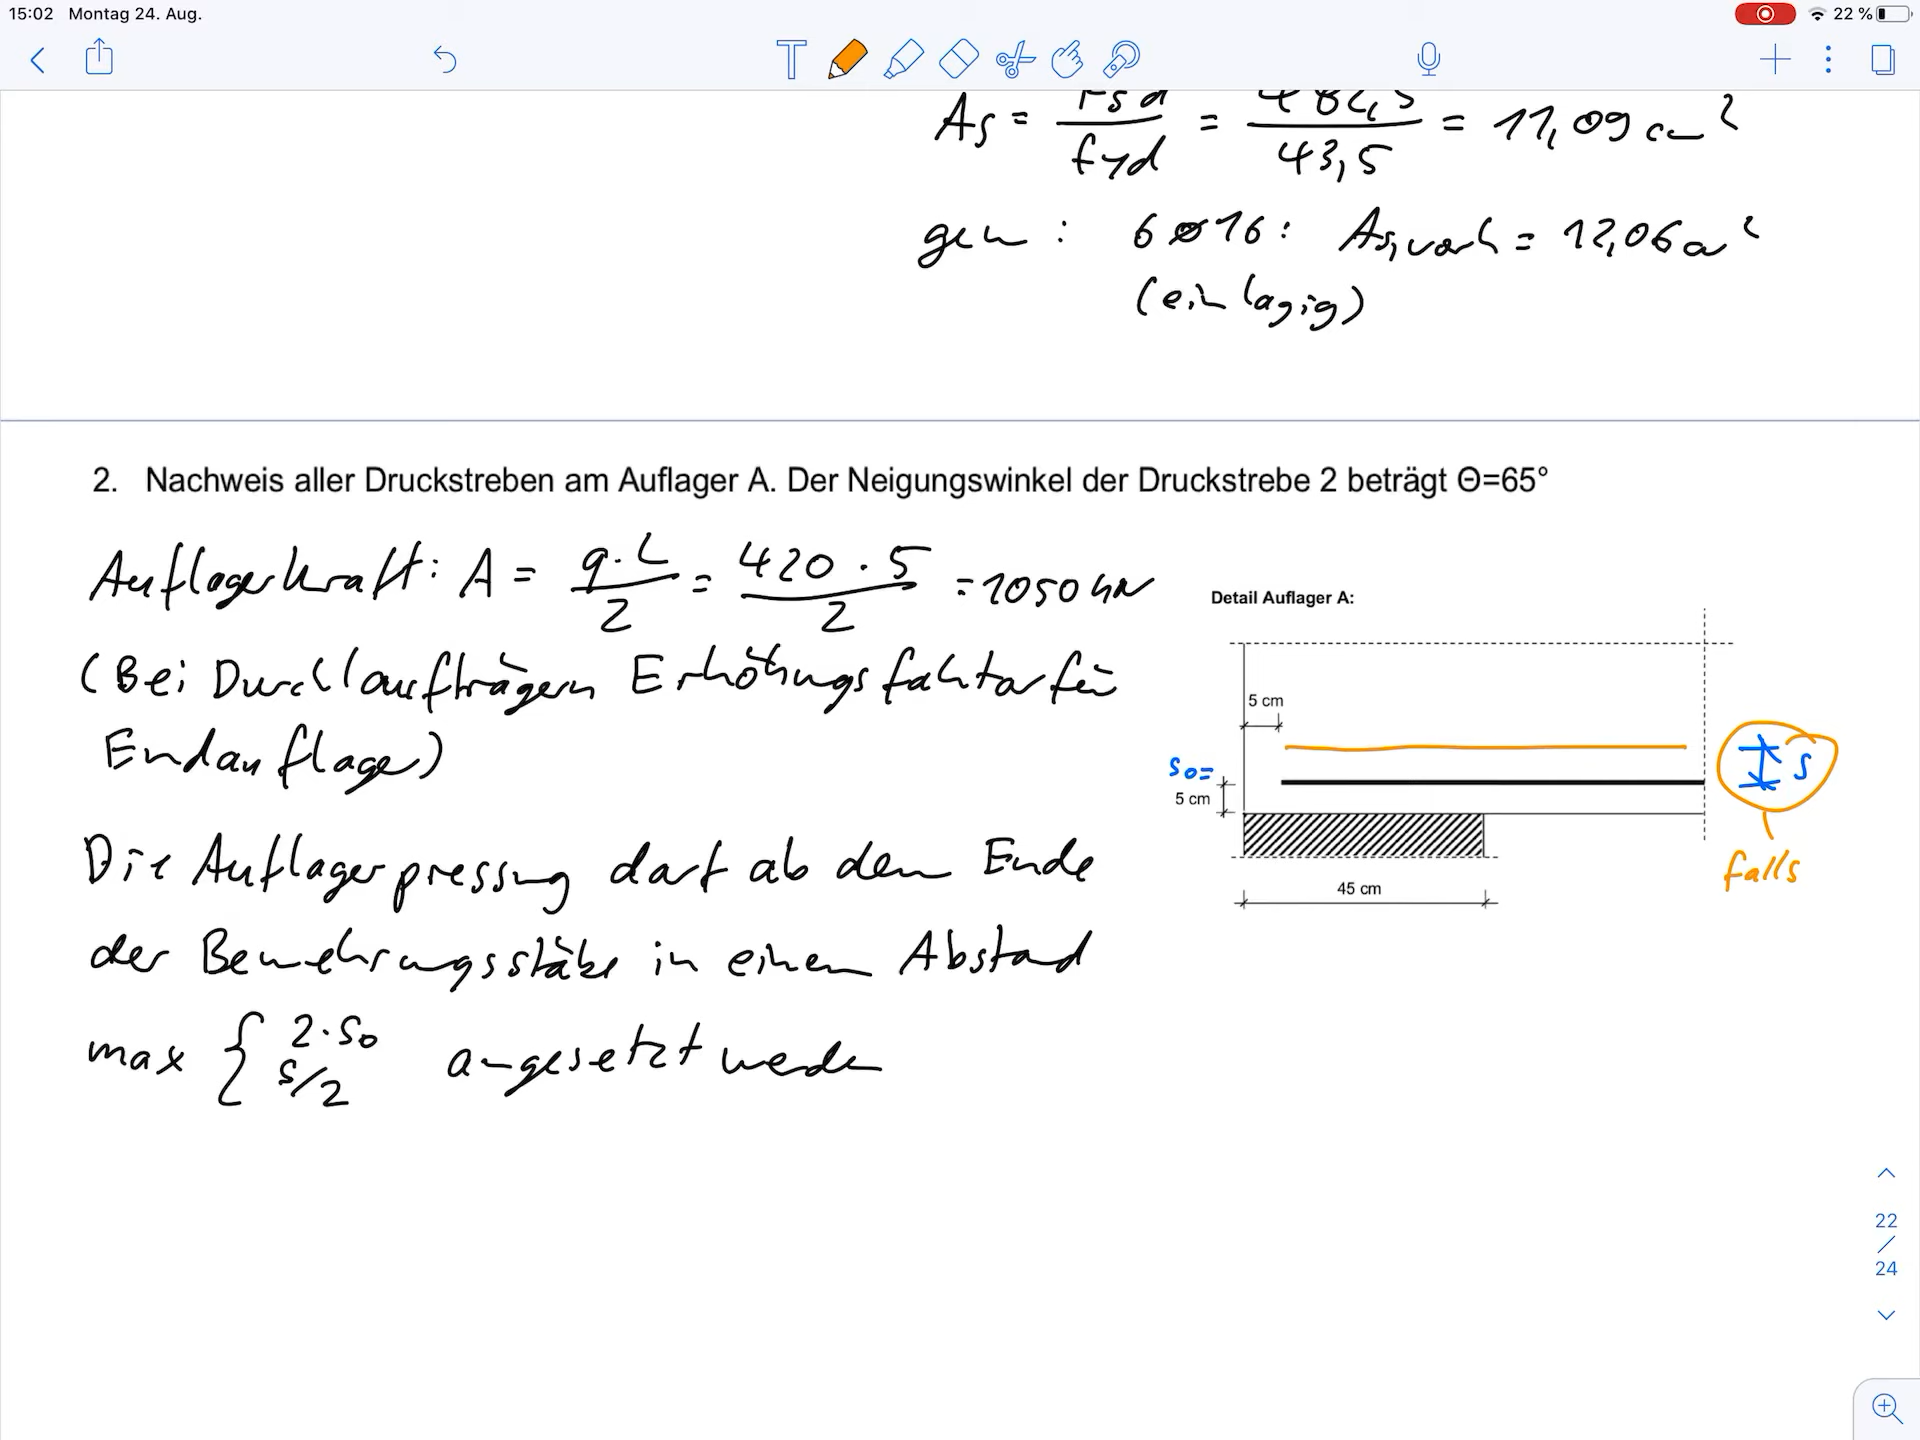 15:02 Montag 24. Aug.
22 %
As = Fsd / fyd = 482,5 / 43,5 = 11,09 cm²
gew : 6 ø 16 : As,vorh = 12,06 cm²
(einlagig)
2. Nachweis aller Druckstreben am Auflager A. Der Neigungswinkel der Druckstrebe 2 beträgt Θ=65°
Auflagerkraft: A = q·L / 2 = 420 · 5 / 2 = 1050 kN
(Bei Durchlaufträgern Erhöhungsfaktor für
Endauflager)
Die Auflagerpressung darf ab dem Ende
der Bewehrungsstäbe in einem Abstand
max { 2·s0 s/2 angesetzt werden
Detail Auflager A:
5 cm
s0=
5 cm
45 cm
s
falls
22
/
24